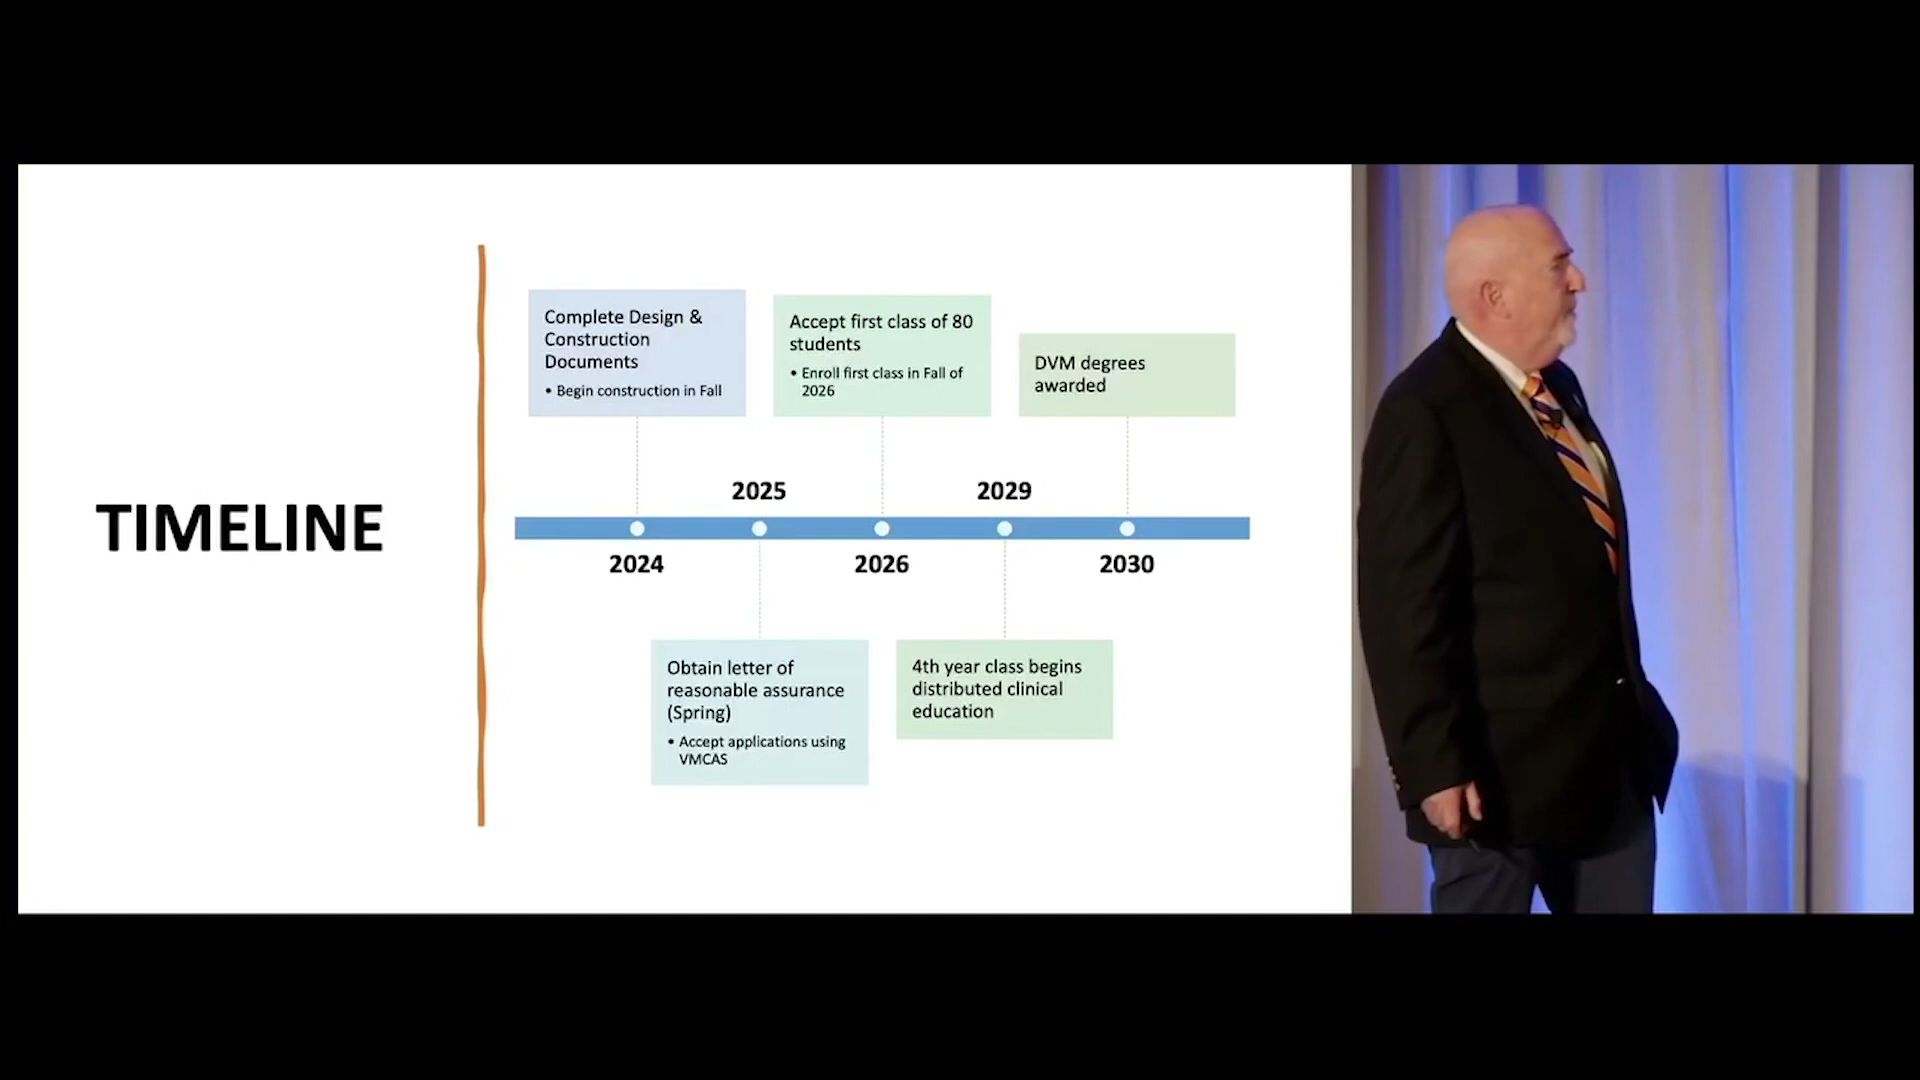 TIMELINE
Complete Design &
Construction
Documents
• Begin construction in Fall
Accept first class of 80
students
• Enroll first class in Fall of
2026
DVM degrees
awarded
2025
2029
2024
2026
2030
Obtain letter of
reasonable assurance
(Spring)
• Accept applications using
VMCAS
4th year class begins
distributed clinical
education